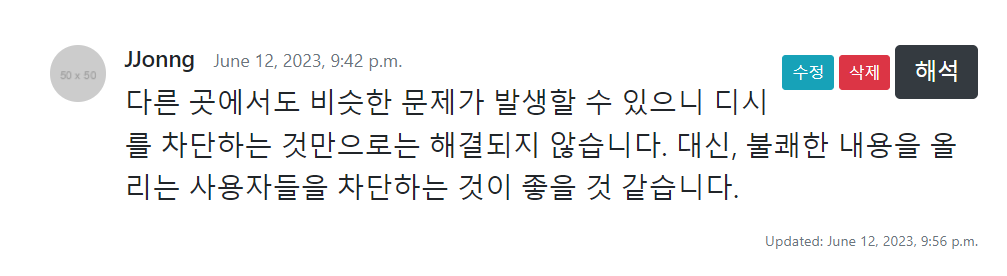 50 x 50
JJonng June 12, 2023, 9:42 p.m. 수정 삭제 해석
다른 곳에서도 비슷한 문제가 발생할 수 있으니 디시
를 차단하는 것만으로는 해결되지 않습니다. 대신, 불쾌한 내용을 올
리는 사용자들을 차단하는 것이 좋을 것 같습니다.
Updated: June 12, 2023, 9:56 p.m.